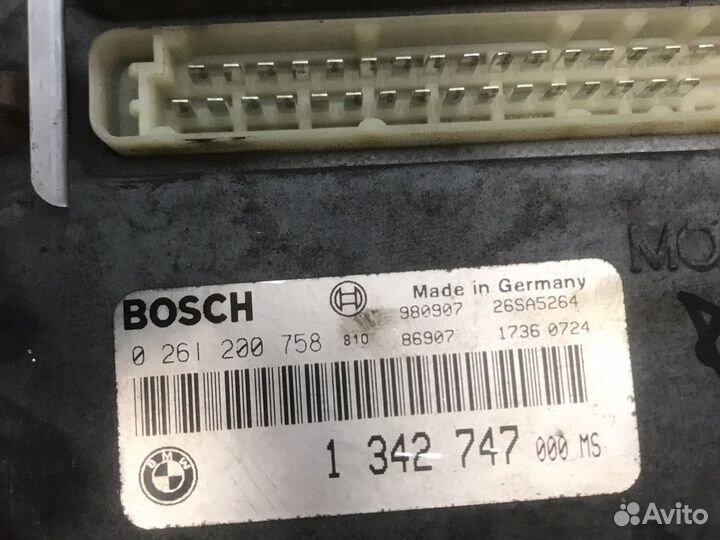 MO
BOSCH
Made in Germany
980907 26SA5264
0 261 200 758 810 86907 1736 0724
BMW
1 342 747 000 MS
Avito